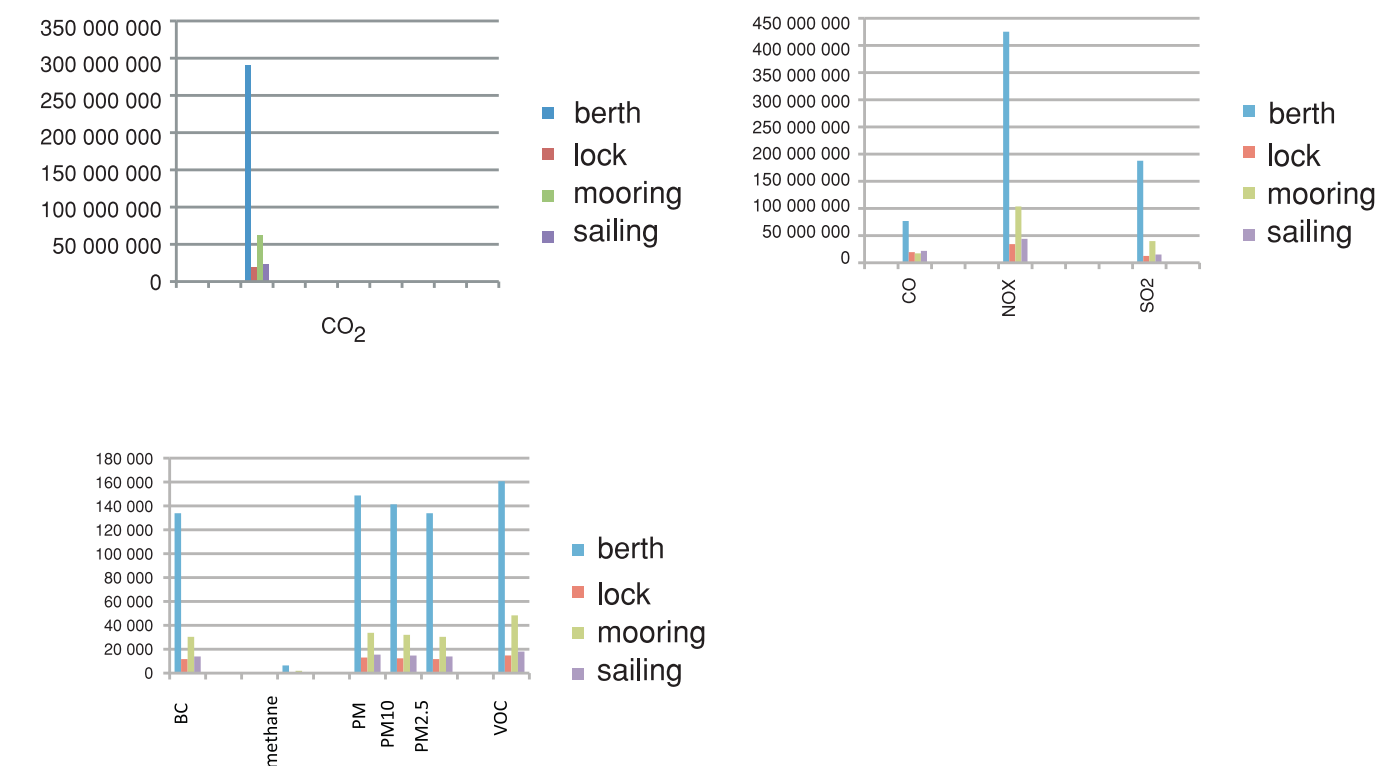 350 000 000
300 000 000
250 000 000
200 000 000
150 000 000
100 000 000
50 000 000
0
CO2
berth
lock
mooring
sailing
450 000 000
400 000 000
350 000 000
300 000 000
250 000 000
200 000 000
150 000 000
100 000 000
50 000 000
0
CO
NOX
SO2
berth
lock
mooring
sailing
180 000
160 000
140 000
120 000
100 000
80 000
60 000
40 000
20 000
0
BC
methane
PM
PM10
PM2.5
VOC
berth
lock
mooring
sailing